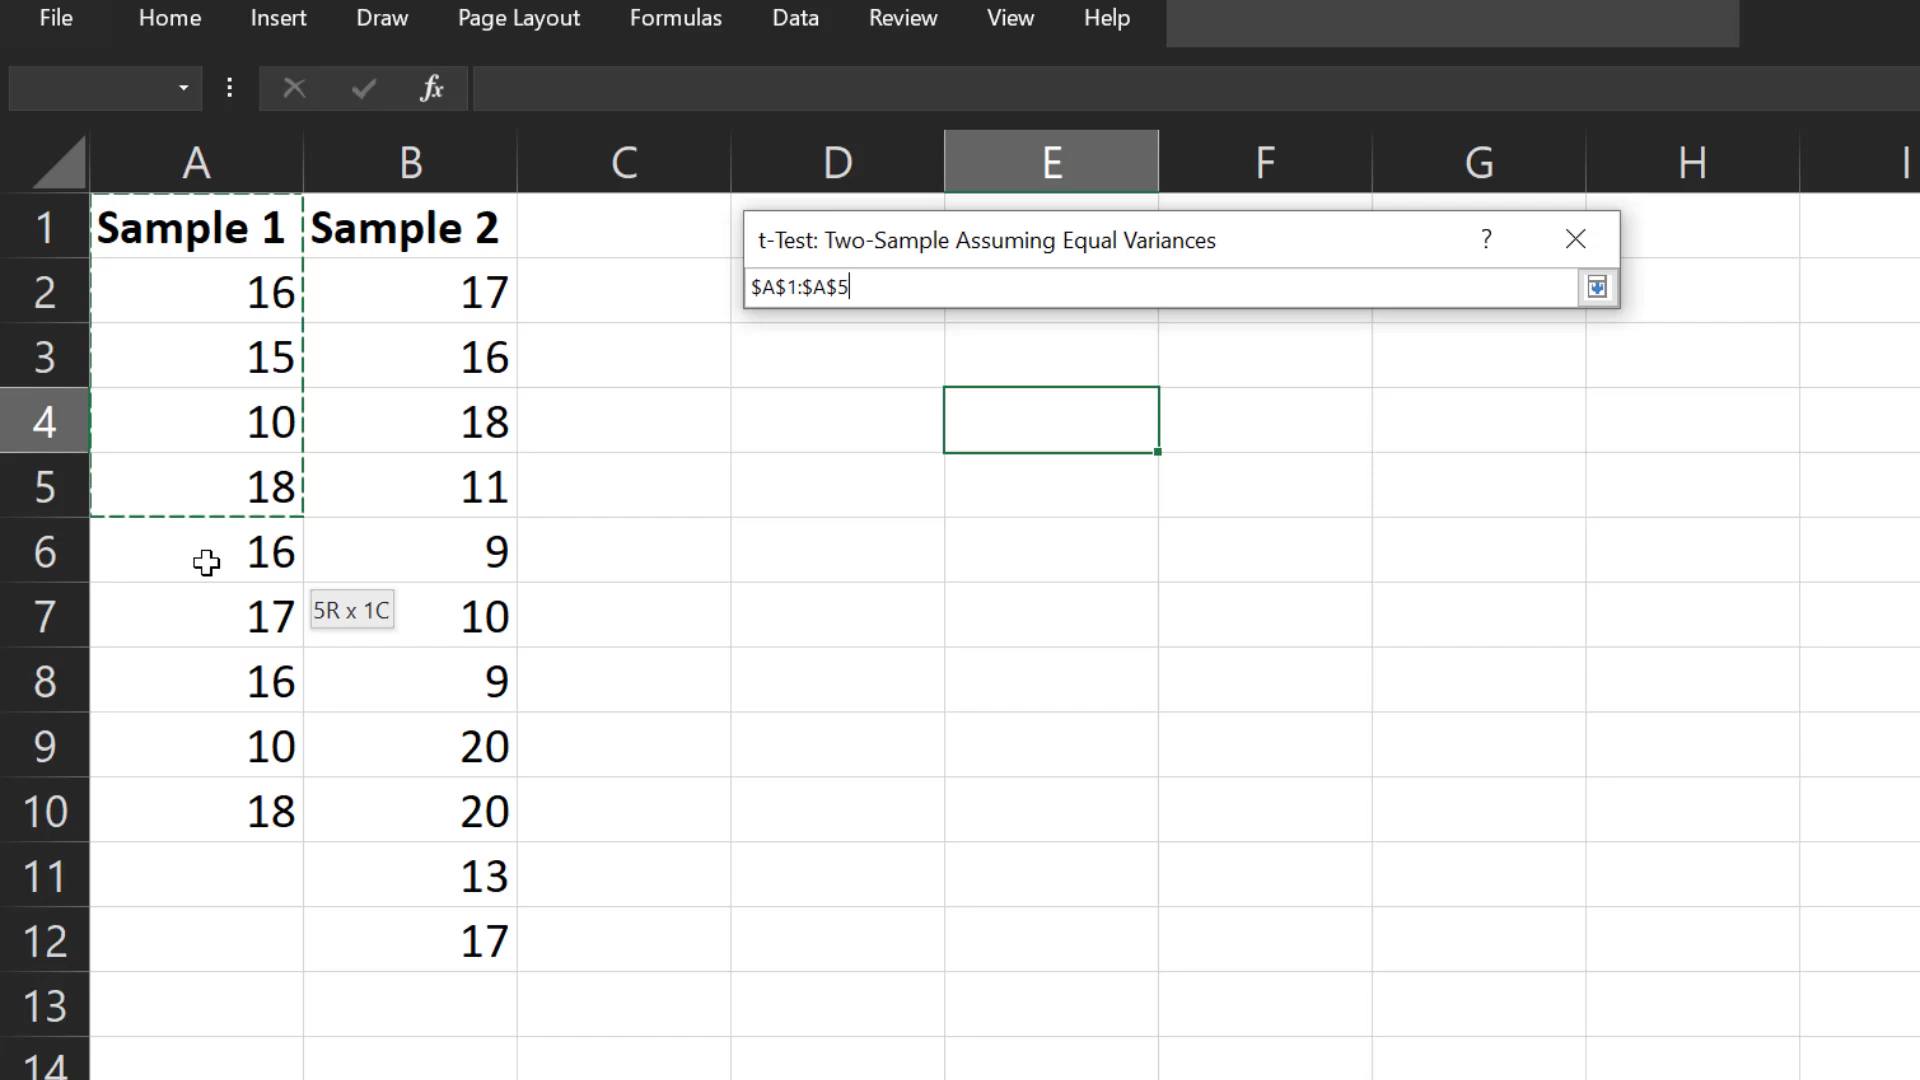 File Home Insert Draw Page Layout Formulas Data Review View Help
fx
A B C D E F G H I
1 Sample 1 Sample 2
t-Test: Two-Sample Assuming Equal Variances ?
$A$1:$A$5
2 16 17
3 15 16
4 10 18
5 18 11
6 16 9
7 17 5R x 1C 10
8 16 9
9 10 20
10 18 20
11 13
12 17
13
14